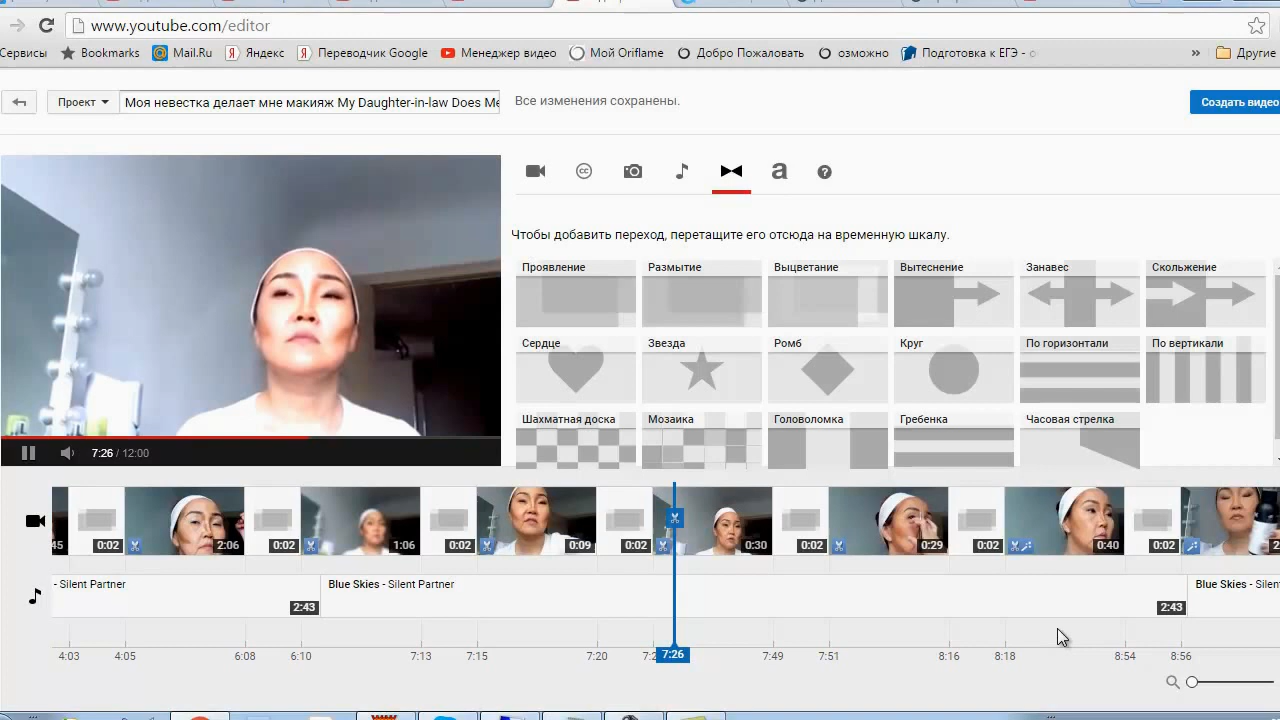 www.youtube.com/editor
Сервисы Bookmarks Mail.Ru Яндекс Переводчик Google Менеджер видео Мой Oriflame Добро Пожаловать озможно Подготовка к ЕГЭ - » Другие
Проект Моя невестка делает мне макияж My Daughter-in-law Does Me Все изменения сохранены. Создать видео
Чтобы добавить переход, перетащите его отсюда на временную шкалу.
Проявление Размытие Выцветание Вытеснение Занавес Скольжение
Сердце Звезда Ромб Круг По горизонтали По вертикали
Шахматная доска Мозаика Головоломка Гребенка Часовая стрелка
7:26 / 12:00
45 0:02 2:06 0:02 1:06 0:02 0:09 0:02 0:30 0:02 0:29 0:02 0:40 0:02
- Silent Partner Blue Skies - Silent Partner Blue Skies - Silen
2:43 2:43
4:03 4:05 6:08 6:10 7:13 7:15 7:20 7:26 7:49 7:51 8:16 8:18 8:54 8:56